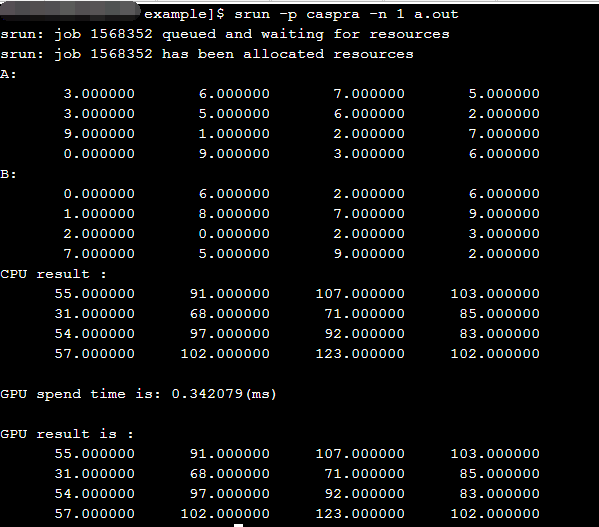 example]$ srun -p caspra -n 1 a.out
srun: job 1568352 queued and waiting for resources
srun: job 1568352 has been allocated resources
A:
3.000000 6.000000 7.000000 5.000000
3.000000 5.000000 6.000000 2.000000
9.000000 1.000000 2.000000 7.000000
0.000000 9.000000 3.000000 6.000000
B:
0.000000 6.000000 2.000000 6.000000
1.000000 8.000000 7.000000 9.000000
2.000000 0.000000 2.000000 3.000000
7.000000 5.000000 9.000000 2.000000
CPU result :
55.000000 91.000000 107.000000 103.000000
31.000000 68.000000 71.000000 85.000000
54.000000 97.000000 92.000000 83.000000
57.000000 102.000000 123.000000 102.000000
GPU spend time is: 0.342079(ms)
GPU result is :
55.000000 91.000000 107.000000 103.000000
31.000000 68.000000 71.000000 85.000000
54.000000 97.000000 92.000000 83.000000
57.000000 102.000000 123.000000 102.000000